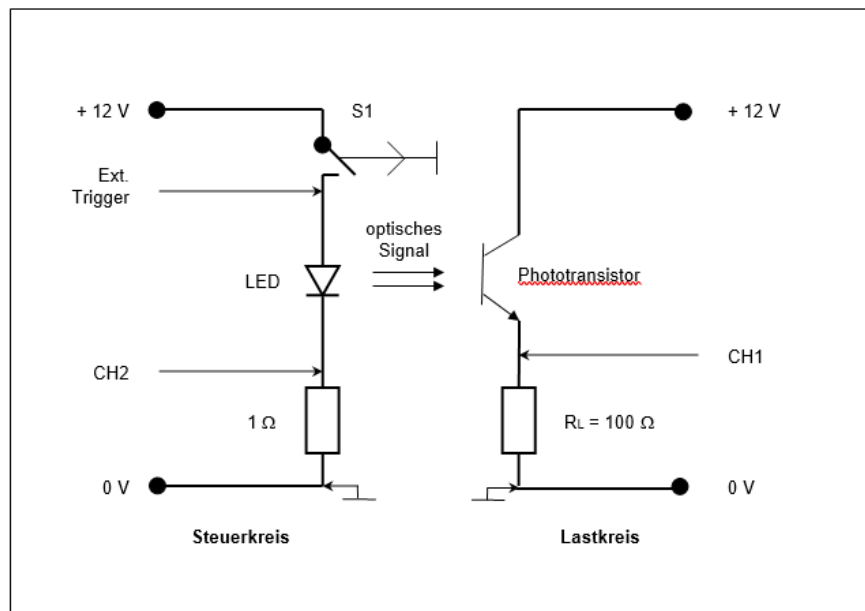 + 12 V
S1
+ 12 V
Ext.
Trigger
optisches
Signal
LED
Phototransistor
CH2
CH1
1 Ω
RL = 100 Ω
0 V
0 V
Steuerkreis
Lastkreis